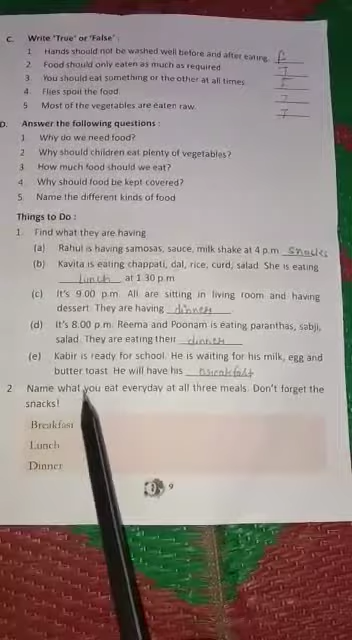 C. Write 'True' or 'False' :
1. Hands should not be washed well before and after eating. F
2. Food should only eaten as much as required. T
3. You should eat something or the other at all times. F
4. Flies spoil the food.
5. Most of the vegetables are eaten raw. T
D. Answer the following questions :
1. Why do we need food?
2. Why should children eat plenty of vegetables?
3. How much food should we eat?
4. Why should food be kept covered?
5. Name the different kinds of food.
Things to Do :
1. Find what they are having.
(a) Rahul is having samosas, sauce, milk shake at 4 p.m. snacks
(b) Kavita is eating chappati, dal, rice, curd, salad. She is eating
lunch at 1.30 p.m.
(c) It's 9.00 p.m. All are sitting in living room and having
dessert. They are having dinner
(d) It's 8.00 p.m. Reema and Poonam is eating paranthas, sabji,
salad. They are eating their dinner
(e) Kabir is ready for school. He is waiting for his milk, egg and
butter toast. He will have his Breakfast
2. Name what you eat everyday at all three meals. Don't forget the
snacks!
Breakfast
Lunch
Dinner
9